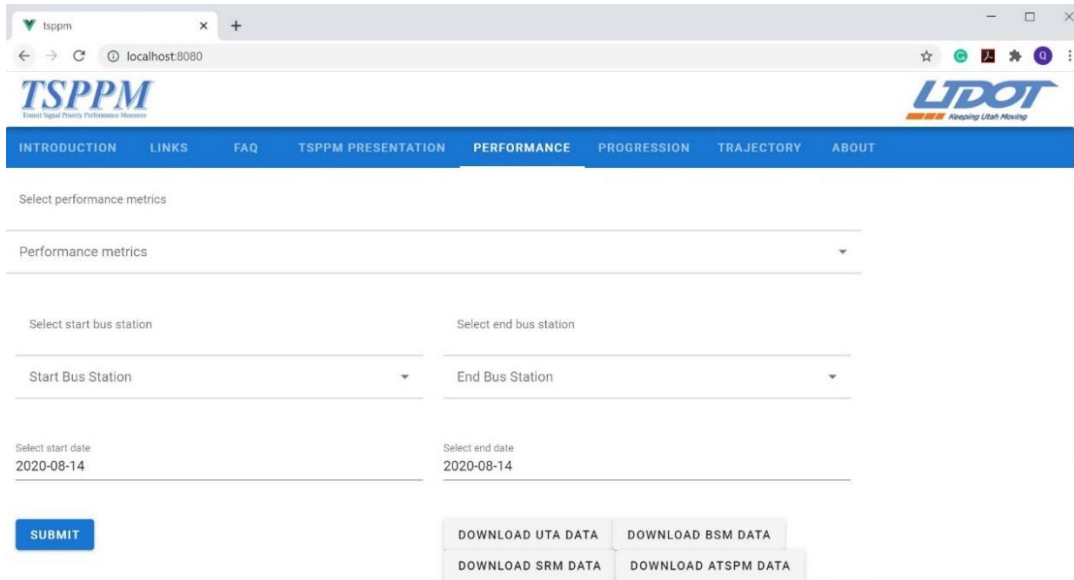 tsppm
localhost:8080
TSPPM
Transit Signal Priority Performance Measures
UDOT
Keeping Utah Moving
INTRODUCTION LINKS FAQ TSPPM PRESENTATION PERFORMANCE PROGRESSION TRAJECTORY ABOUT
Select performance metrics
Performance metrics
Select start bus station Select end bus station
Start Bus Station End Bus Station
Select start date Select end date
2020-08-14 2020-08-14
SUBMIT DOWNLOAD UTA DATA DOWNLOAD BSM DATA
DOWNLOAD SRM DATA DOWNLOAD ATSPM DATA